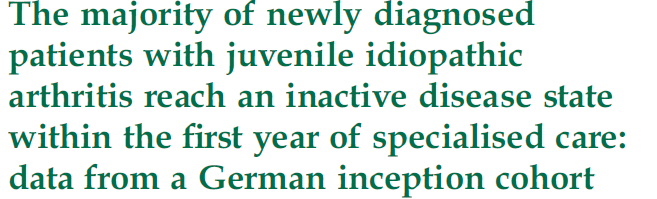 The majority of newly diagnosed
patients with juvenile idiopathic
arthritis reach an inactive disease state
within the first year of specialised care:
data from a German inception cohort